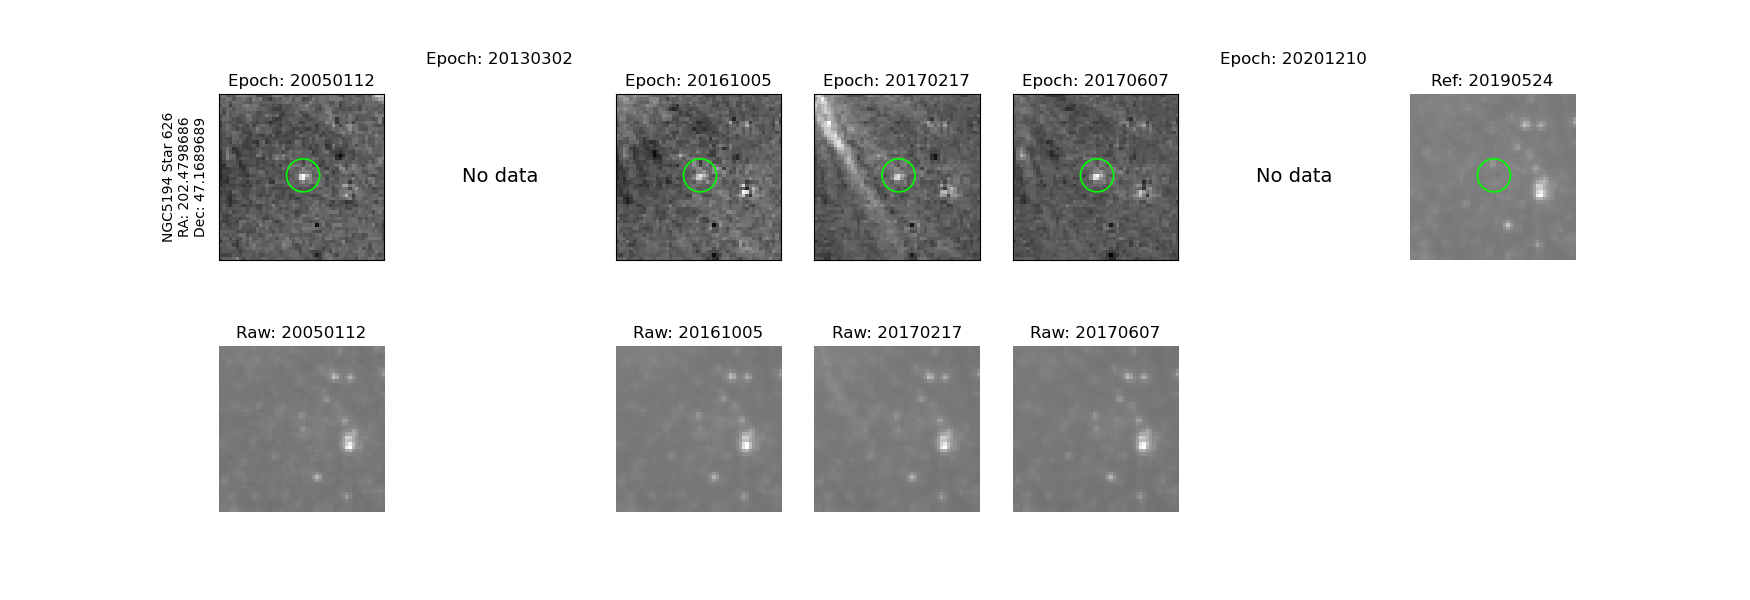 Epoch: 20130302
Epoch: 20201210
Epoch: 20050112
Epoch: 20161005
Epoch: 20170217
Epoch: 20170607
Ref: 20190524
NGC5194 Star 626
RA: 202.4798686
Dec: 47.1689689
No data
No data
Raw: 20050112
Raw: 20161005
Raw: 20170217
Raw: 20170607